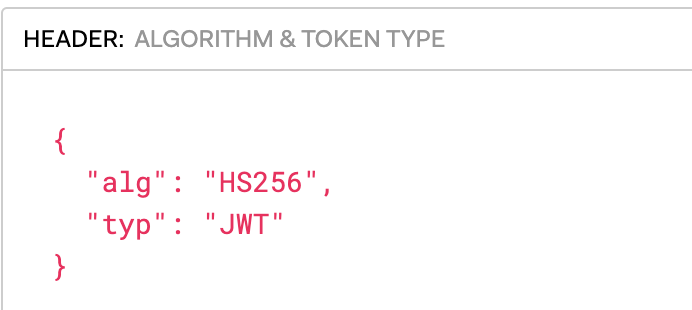 HEADER: ALGORITHM & TOKEN TYPE
{
"alg": "HS256",
"typ": "JWT"
}